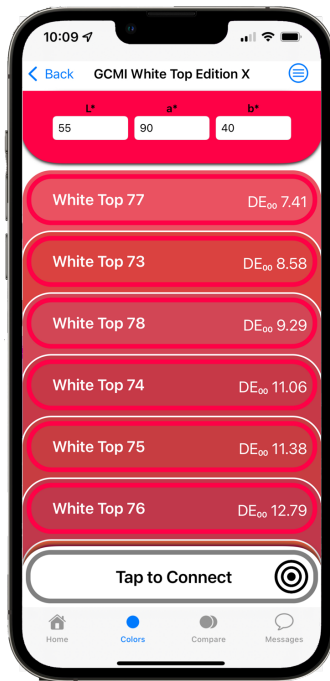 10:09
Back GCMI White Top Edition X
L* a* b*
55 90 40
White Top 77 DE₀₀ 7.41
White Top 73 DE₀₀ 8.58
White Top 78 DE₀₀ 9.29
White Top 74 DE₀₀ 11.06
White Top 75 DE₀₀ 11.38
White Top 76 DE₀₀ 12.79
Tap to Connect
Home Colors Compare Messages